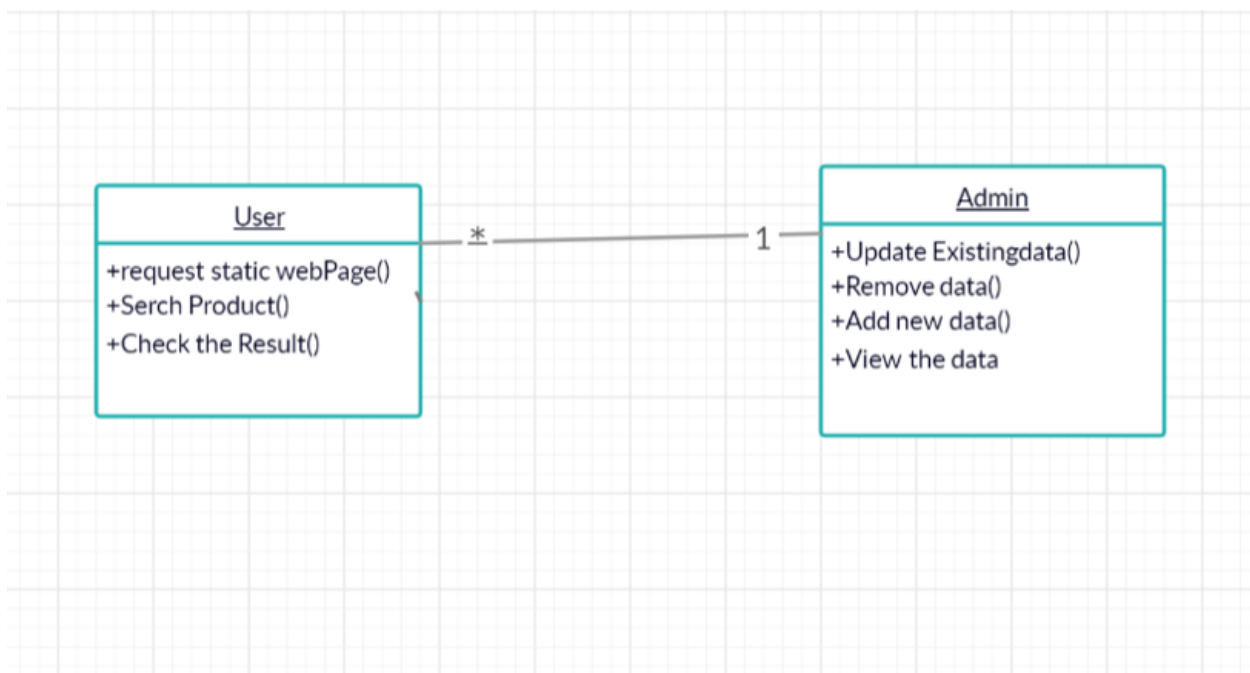 User
+request static webPage()
+Serch Product()
+Check the Result()
*
1
Admin
+Update Existingdata()
+Remove data()
+Add new data()
+View the data